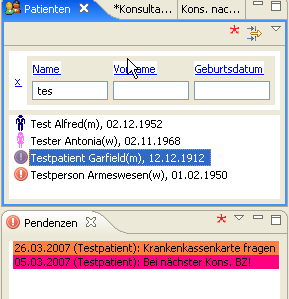 Patienten *Konsulta... Kons. nac...
Name Vorname Geburtsdatum
x tes
Test Alfred(m), 02.12.1952
Tester Antonia(w), 02.11.1968
Testpatient Garfield(m), 12.12.1912
Testperson Armeswesen(w), 01.02.1950
Pendenzen
26.03.2007 (Testpatient): Krankenkassenkarte fragen
05.03.2007 (Testpatient): Bei nächster Kons. BZ!